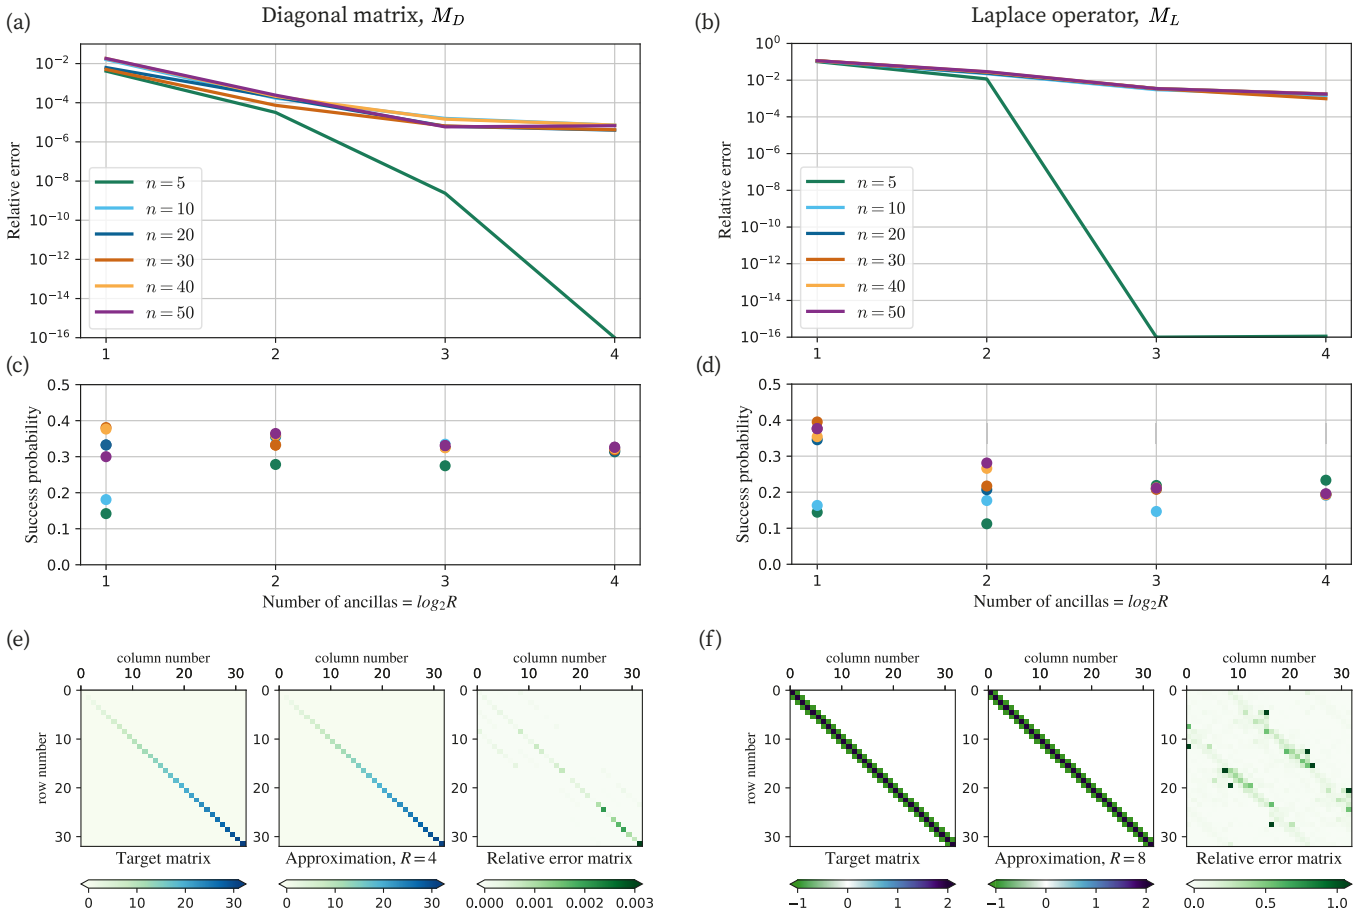 (a) Diagonal matrix, M_D
(b) Laplace operator, M_L
Relative error
10^−2
10^−4
10^−6
10^−8
10^−10
10^−12
10^−14
10^−16
n = 5
n = 10
n = 20
n = 30
n = 40
n = 50
1 2 3 4
Relative error
10^0
10^−2
10^−4
10^−6
10^−8
10^−10
10^−12
10^−14
10^−16
n = 5
n = 10
n = 20
n = 30
n = 40
n = 50
1 2 3 4
(c)
Success probability
0.5
0.4
0.3
0.2
0.1
0.0
1 2 3 4
Number of ancillas = log_2R
(d)
Success probability
0.5
0.4
0.3
0.2
0.1
0.0
1 2 3 4
Number of ancillas = log_2R
(e)
column number column number column number
0 10 20 30 0 10 20 30 0 10 20 30
row number
0
10
20
30
Target matrix Approximation, R = 4 Relative error matrix
0 10 20 30 0 10 20 30 0.000 0.001 0.002 0.003
(f)
column number column number column number
0 10 20 30 0 10 20 30 0 10 20 30
row number
0
10
20
30
0
10
20
30
0
10
20
30
Target matrix Approximation, R = 8 Relative error matrix
−1 0 1 2 −1 0 1 2 0.0 0.5 1.0